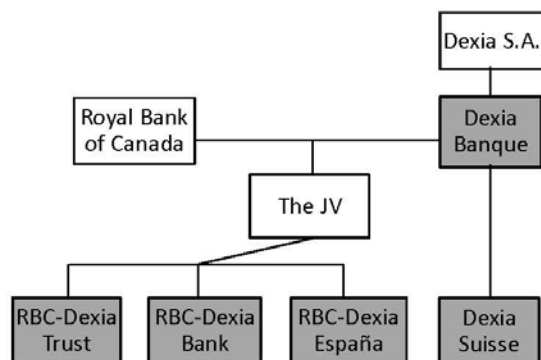 Dexia S.A.
Royal Bank
of Canada
Dexia
Banque
The JV
RBC-Dexia
Trust
RBC-Dexia
Bank
RBC-Dexia
España
Dexia
Suisse